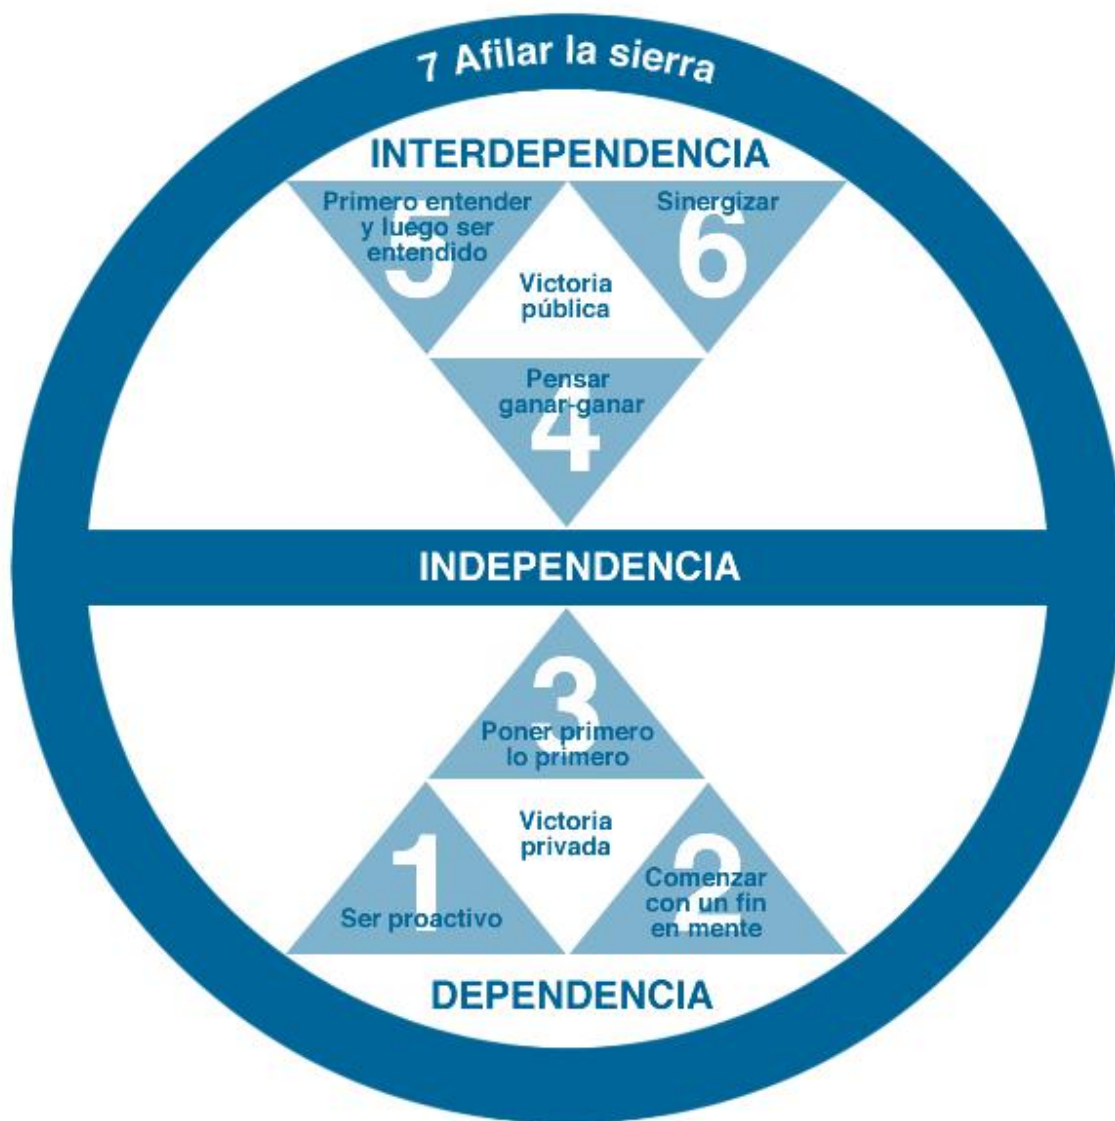 7 Afilar la sierra
INTERDEPENDENCIA
Primero entender
y luego ser
entendido
5
Sinergizar
6
Victoria
pública
Pensar
ganar-ganar
4
INDEPENDENCIA
3
Poner primero
lo primero
Victoria
privada
1
Ser proactivo
2
Comenzar
con un fin
en mente
DEPENDENCIA